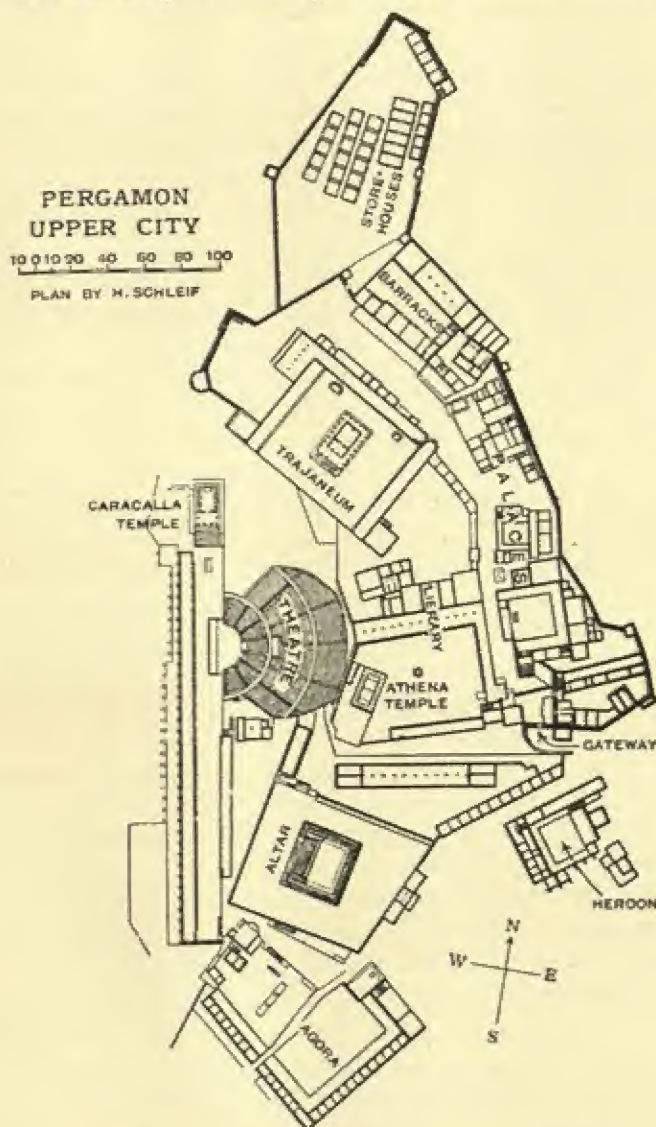 PERGAMON
UPPER CITY
10 0 10 20 40 60 80 100
PLAN BY H. SCHLEIF
STORE-
HOUSES
BARRACKS
TRAJANEUM
PALACES
CARACALLA
TEMPLE
THEATRE
LIBRARY
ATHENA
TEMPLE
GATEWAY
ALTAR
HEROON
N
W E
S
AGORA